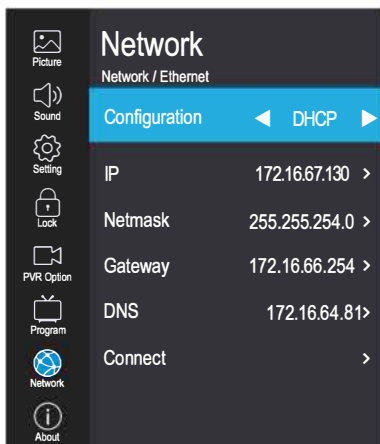 Picture
Sound
Setting
Lock
PVR Option
Program
Network
About
Network
Network / Ethernet
Configuration DHCP
IP 172.16.67.130 >
Netmask 255.255.254.0 >
Gateway 172.16.66.254 >
DNS 172.16.64.81>
Connect >